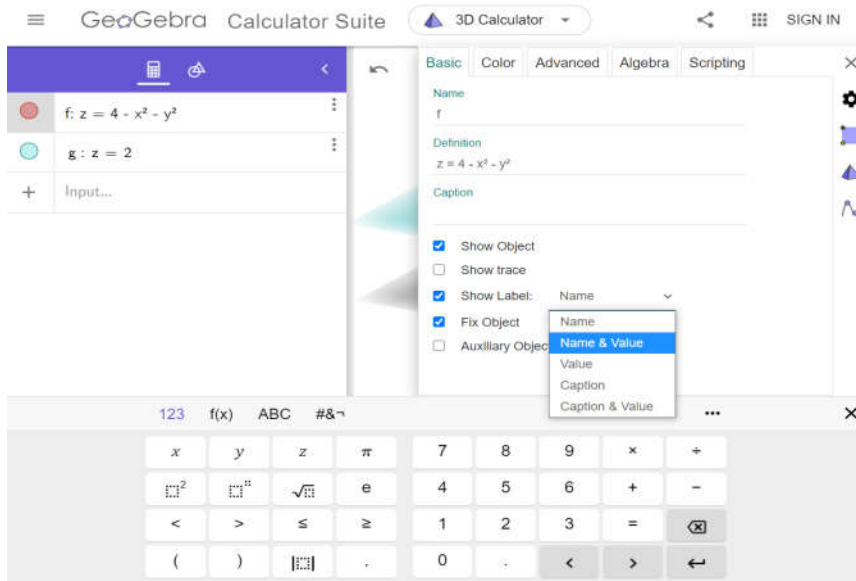 GeoGebra Calculator Suite 3D Calculator SIGN IN
f: z = 4 - x² - y²
g : z = 2
+ Input...
Basic Color Advanced Algebra Scripting
Name
f
Definition
z = 4 - x² - y²
Caption
Show Object
Show trace
Show Label: Name
Fix Object
Auxiliary Objec
Name
Name & Value
Value
Caption
Caption & Value
123 f(x) ABC #&¬ •••
x y z π 7 8 9 × ÷
□² □ⁿ √□ e 4 5 6 + −
< > ≤ ≥ 1 2 3 =
( ) |□| , 0 . < >